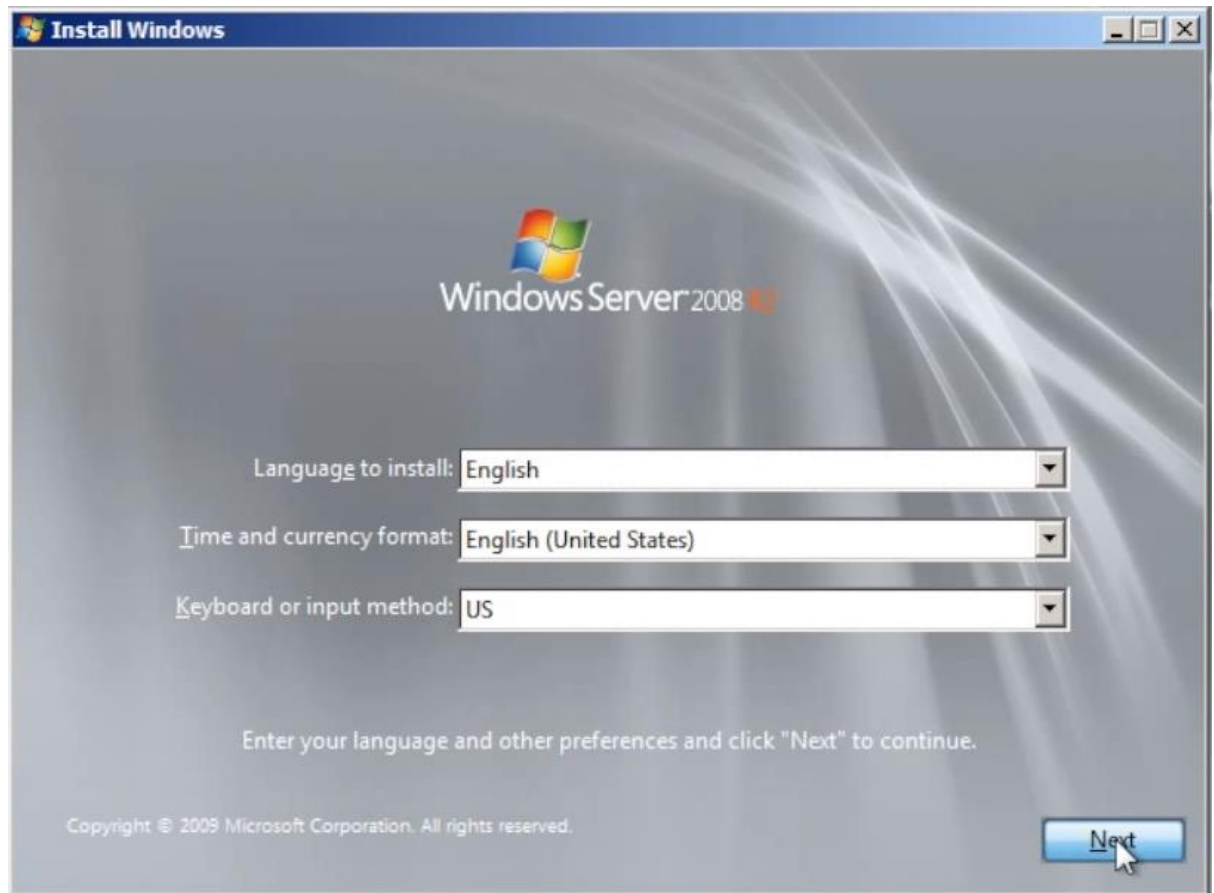 Install Windows
Windows Server 2008 R2
Language to install: English
Time and currency format: English (United States)
Keyboard or input method: US
Enter your language and other preferences and click "Next" to continue.
Copyright © 2009 Microsoft Corporation. All rights reserved.
Next